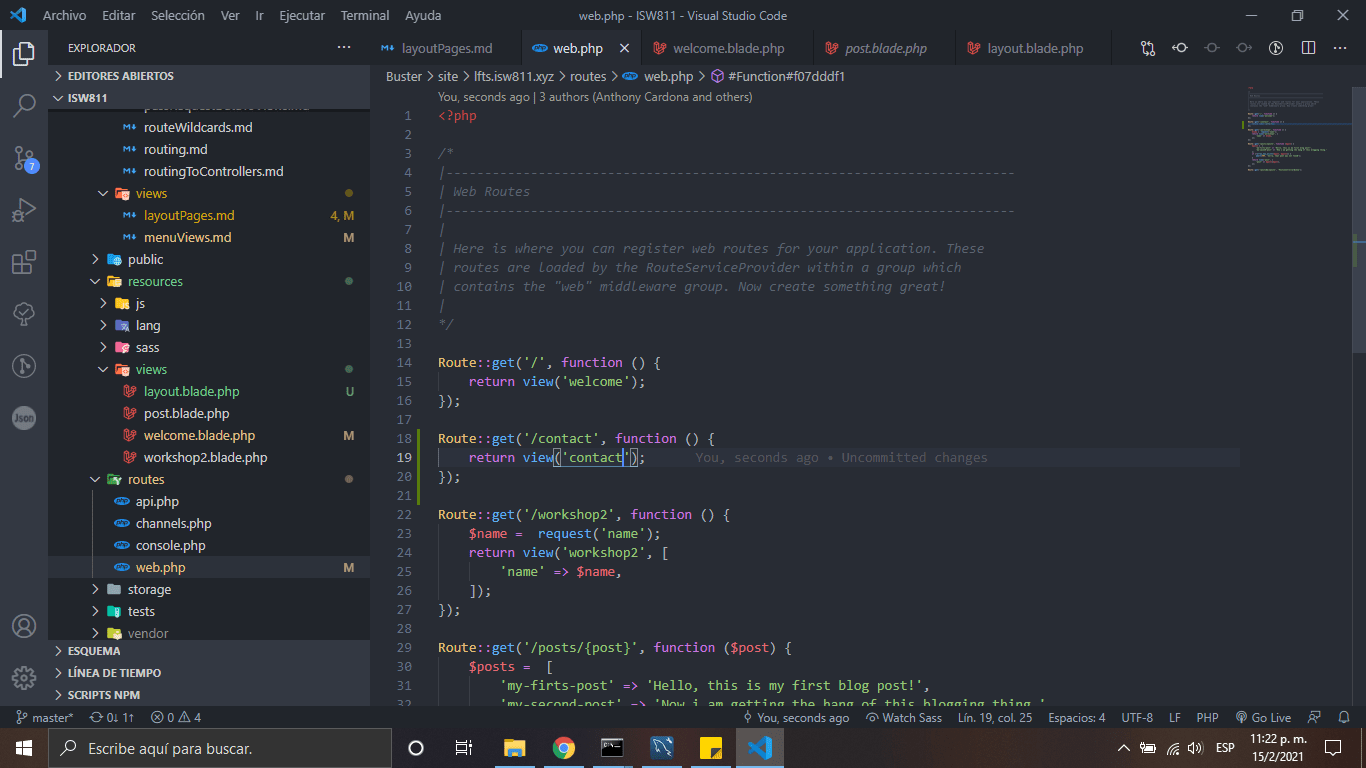 Archivo Editar Selección Ver Ir Ejecutar Terminal Ayuda web.php - ISW811 - Visual Studio Code
EXPLORADOR ···
EDITORES ABIERTOS
ISW811
routeWildcards.md
routing.md
routingToControllers.md
views
layoutPages.md 4, M
menuViews.md M
public
resources
js
lang
sass
views
layout.blade.php U
post.blade.php
welcome.blade.php M
workshop2.blade.php
routes
api.php
channels.php
console.php
web.php M
storage
tests
vendor
ESQUEMA
LÍNEA DE TIEMPO
SCRIPTS NPM
7
Json
layoutPages.md web.php welcome.blade.php post.blade.php layout.blade.php
Buster > site > lfts.isw811.xyz > routes > web.php > #Function#f07dddf1
You, seconds ago | 3 authors (Anthony Cardona and others)
1 <?php
2
3 /*
4 |--------------------------------------------------------------------------
5 | Web Routes
6 |--------------------------------------------------------------------------
7 |
8 | Here is where you can register web routes for your application. These
9 | routes are loaded by the RouteServiceProvider within a group which
10 | contains the "web" middleware group. Now create something great!
11 |
12 */
13
14 Route::get('/', function () {
15 return view('welcome');
16 });
17
18 Route::get('/contact', function () {
19 return view('contact'); You, seconds ago • Uncommitted changes
20 });
21
22 Route::get('/workshop2', function () {
23 $name =  request('name');
24 return view('workshop2', [
25 'name' => $name,
26 ]);
27 });
28
29 Route::get('/posts/{post}', function ($post) {
30 $posts =  [
31 'my-firts-post' => 'Hello, this is my first blog post!',
32 'my-second-post' => 'Now i am getting the hang of this blogging thing.'
master* 0↓ 1↑ 0 4 You, seconds ago Watch Sass Lín. 19, col. 25 Espacios: 4 UTF-8 LF PHP Go Live
Escribe aquí para buscar. ESP 11:22 p. m.
15/2/2021